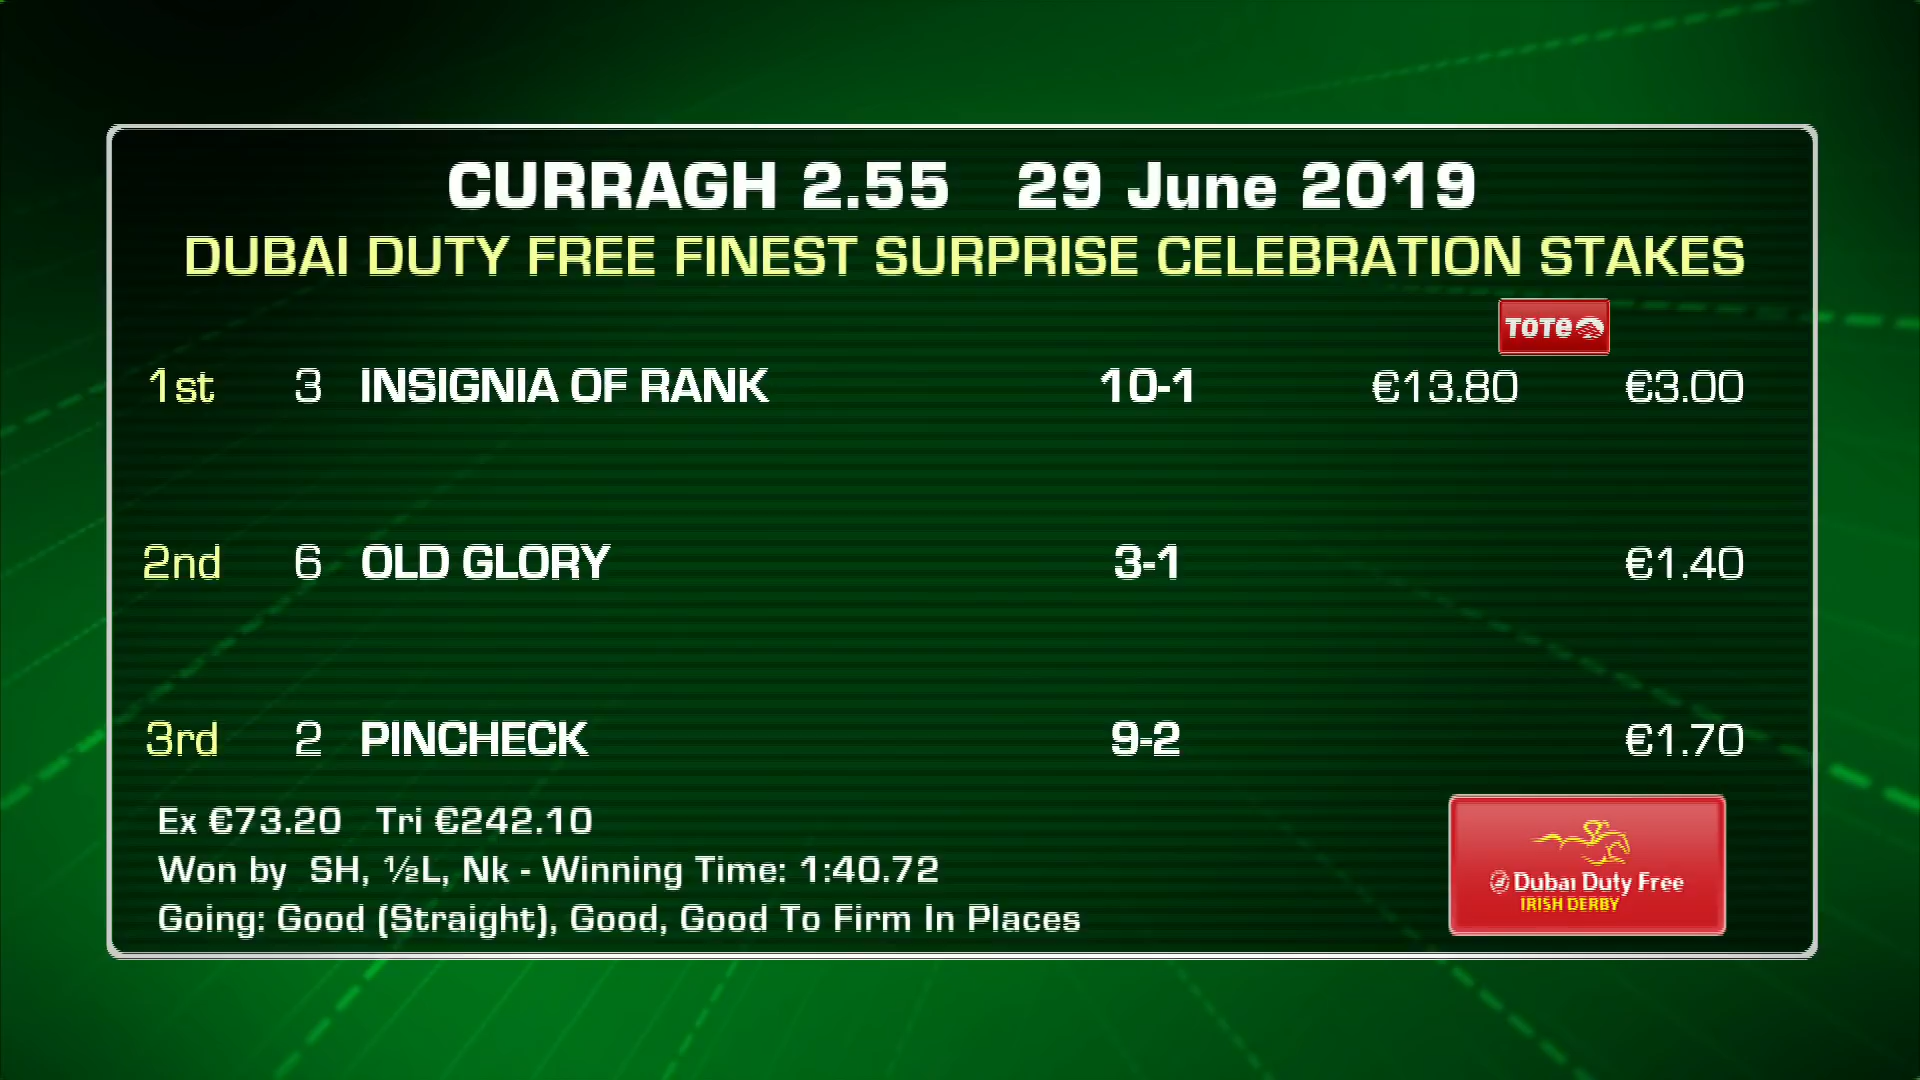 CURRAGH 2.55 29 June 2019
DUBAI DUTY FREE FINEST SURPRISE CELEBRATION STAKES
TOTE
1st 3 INSIGNIA OF RANK 10-1 €13.80 €3.00
2nd 6 OLD GLORY 3-1 €1.40
3rd 2 PINCHECK 9-2 €1.70
Ex €73.20 Tri €242.10
Won by SH, ½L, Nk - Winning Time: 1:40.72
Going: Good (Straight), Good, Good To Firm In Places
Dubai Duty Free
IRISH DERBY